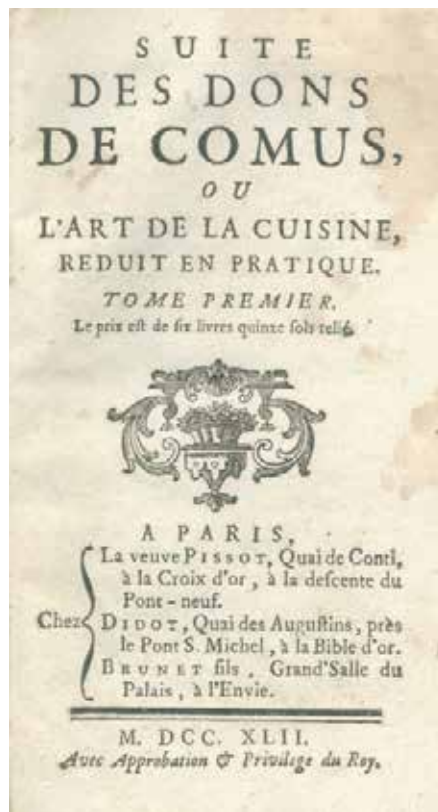 SUITE
DES DONS
DE COMUS,
OU
L'ART DE LA CUISINE,
REDUIT EN PRATIQUE.
TOME PREMIER.
Le prix eſt de ſix livres quinze ſols relié.
A PARIS,
La veuve PISSOT, Quai de Conti,
à la Croix d'or, à la deſcente du
Pont-neuf.
Chez DIDOT, Quai des Auguſtins, près
le Pont S. Michel, à la Bible d'or.
BRUNET fils, Grand'Salle du
Palais, à l'Envie.
M. DCC. XLII.
Avec Approbation & Privilege du Roy.